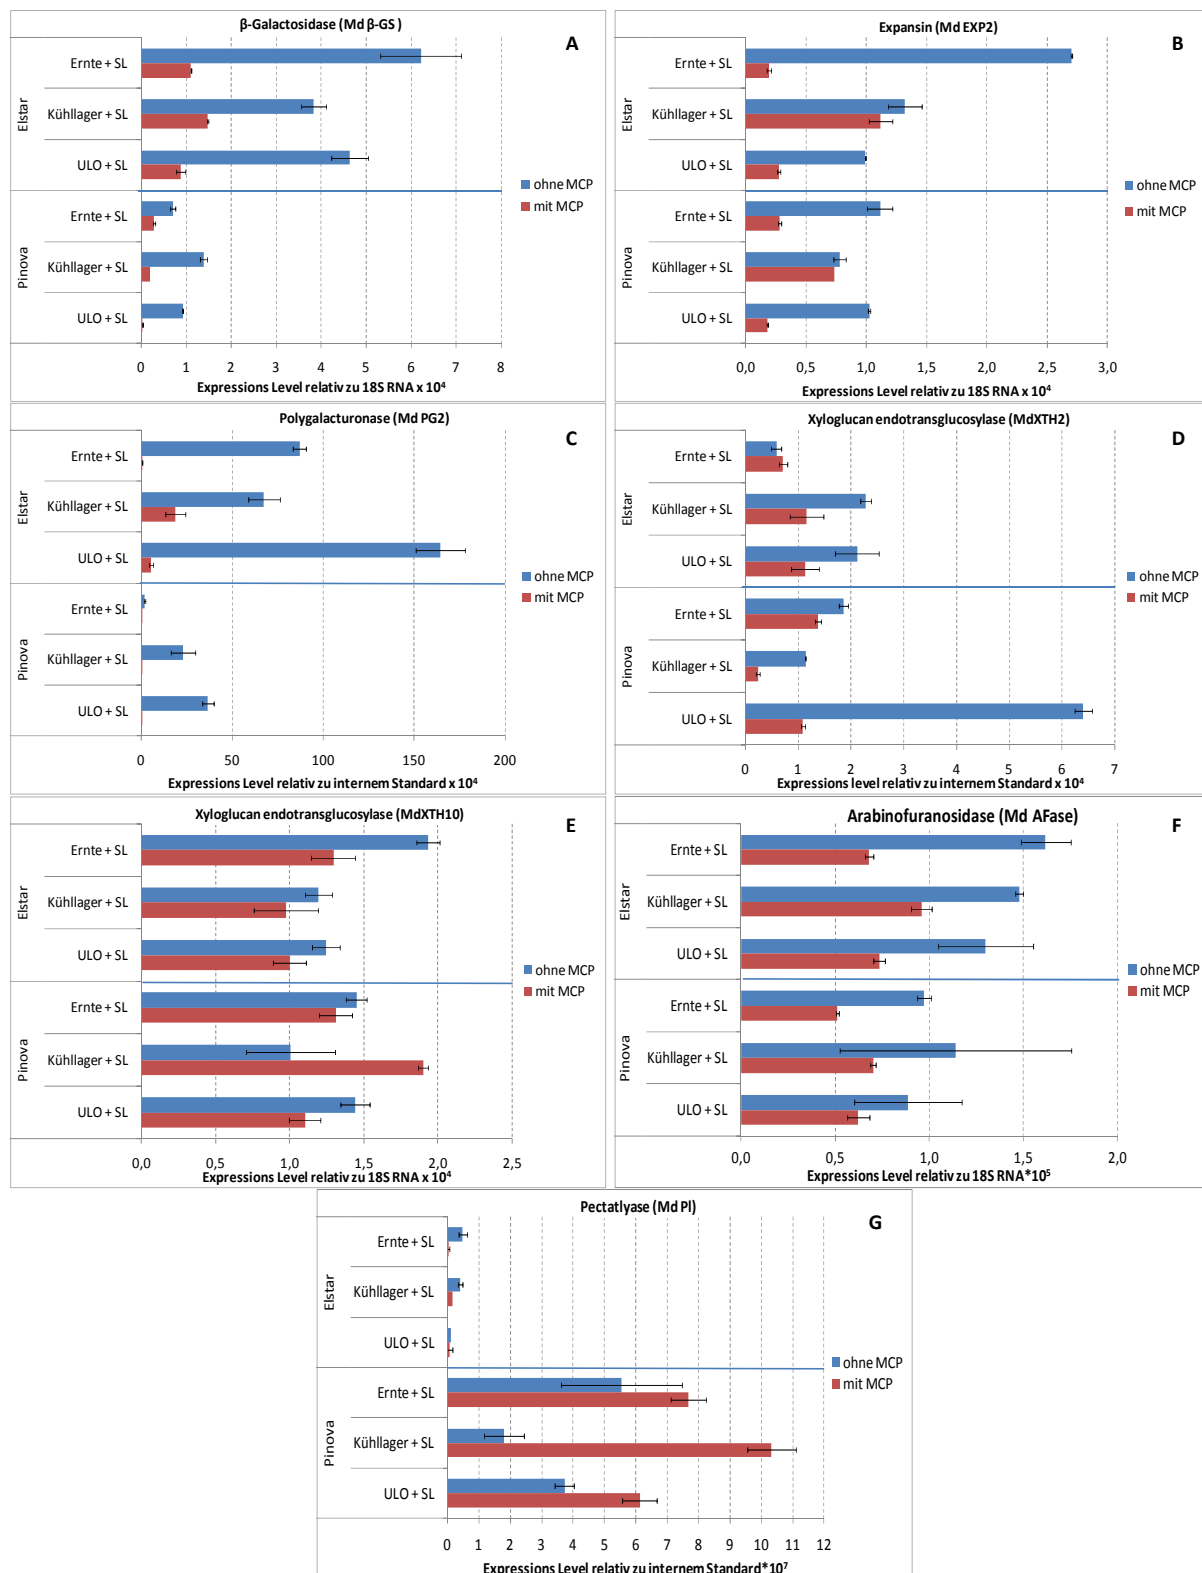 β-Galactosidase (Md β-GS )
A
Elstar
Ernte + SL
Kühllager + SL
ULO + SL
Pinova
Ernte + SL
Kühllager + SL
ULO + SL
ohne MCP
mit MCP
0 1 2 3 4 5 6 7 8
Expressions Level relativ zu 18S RNA x 10⁴
Expansin (Md EXP2)
B
Elstar
Ernte + SL
Kühllager + SL
ULO + SL
Pinova
Ernte + SL
Kühllager + SL
ULO + SL
ohne MCP
mit MCP
0,0 0,5 1,0 1,5 2,0 2,5 3,0
Expressions Level relativ zu 18S RNA x 10⁴
Polygalacturonase (Md PG2)
C
Elstar
Ernte + SL
Kühllager + SL
ULO + SL
Pinova
Ernte + SL
Kühllager + SL
ULO + SL
ohne MCP
mit MCP
0 50 100 150 200
Expressions Level relativ zu internem Standard x 10⁴
Xyloglucan endotransglucosylase (MdXTH2)
D
Elstar
Ernte + SL
Kühllager + SL
ULO + SL
Pinova
Ernte + SL
Kühllager + SL
ULO + SL
ohne MCP
mit MCP
0 1 2 3 4 5 6 7
Expressions level relativ zu internem Standard x 10⁴
Xyloglucan endotransglucosylase (MdXTH10)
E
Elstar
Ernte + SL
Kühllager + SL
ULO + SL
Pinova
Ernte + SL
Kühllager + SL
ULO + SL
ohne MCP
mit MCP
0,0 0,5 1,0 1,5 2,0 2,5
Expressions Level relativ zu 18S RNA x 10⁴
Arabinofuranosidase (Md AFase)
F
Elstar
Ernte + SL
Kühllager + SL
ULO + SL
Pinova
Ernte + SL
Kühllager + SL
ULO + SL
ohne MCP
mit MCP
0,0 0,5 1,0 1,5 2,0
Expressions Level relativ zu 18S RNA*10⁵
Pectatlyase (Md Pl)
G
Elstar
Ernte + SL
Kühllager + SL
ULO + SL
Pinova
Ernte + SL
Kühllager + SL
ULO + SL
ohne MCP
mit MCP
0 1 2 3 4 5 6 7 8 9 10 11 12
Expressions Level relativ zu internem Standard*10⁷